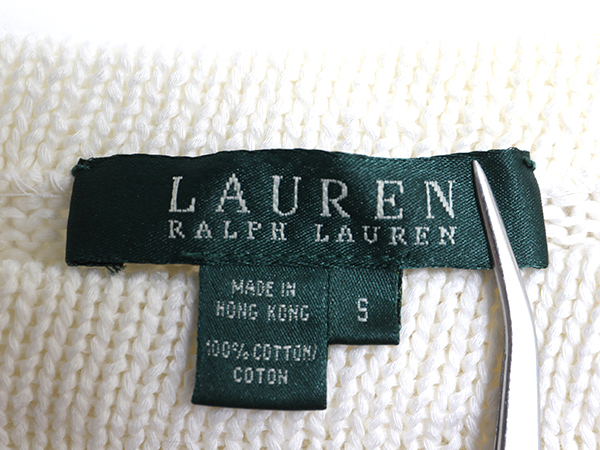 LAUREN
RALPH LAUREN
MADE IN
HONG KONG
100% COTTON/
COTON
S